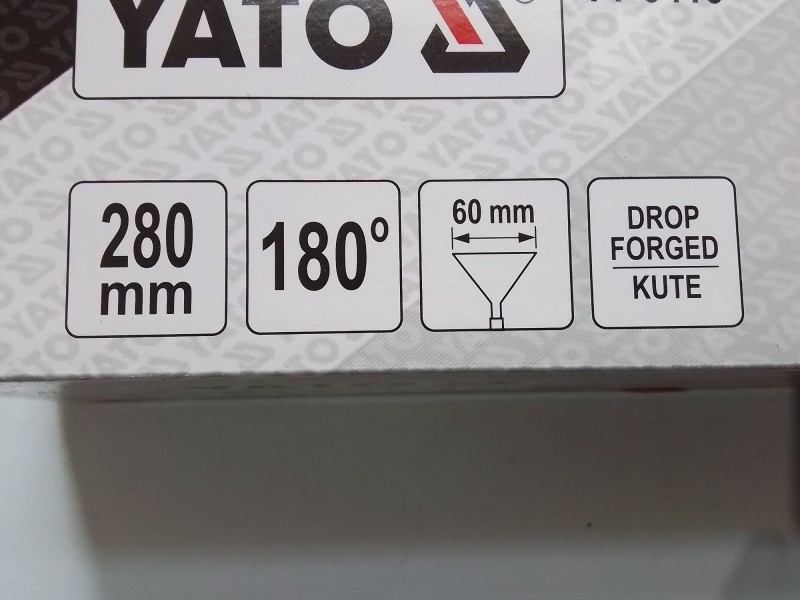 YATO
280
mm
180°
60 mm
DROP
FORGED
KUTE